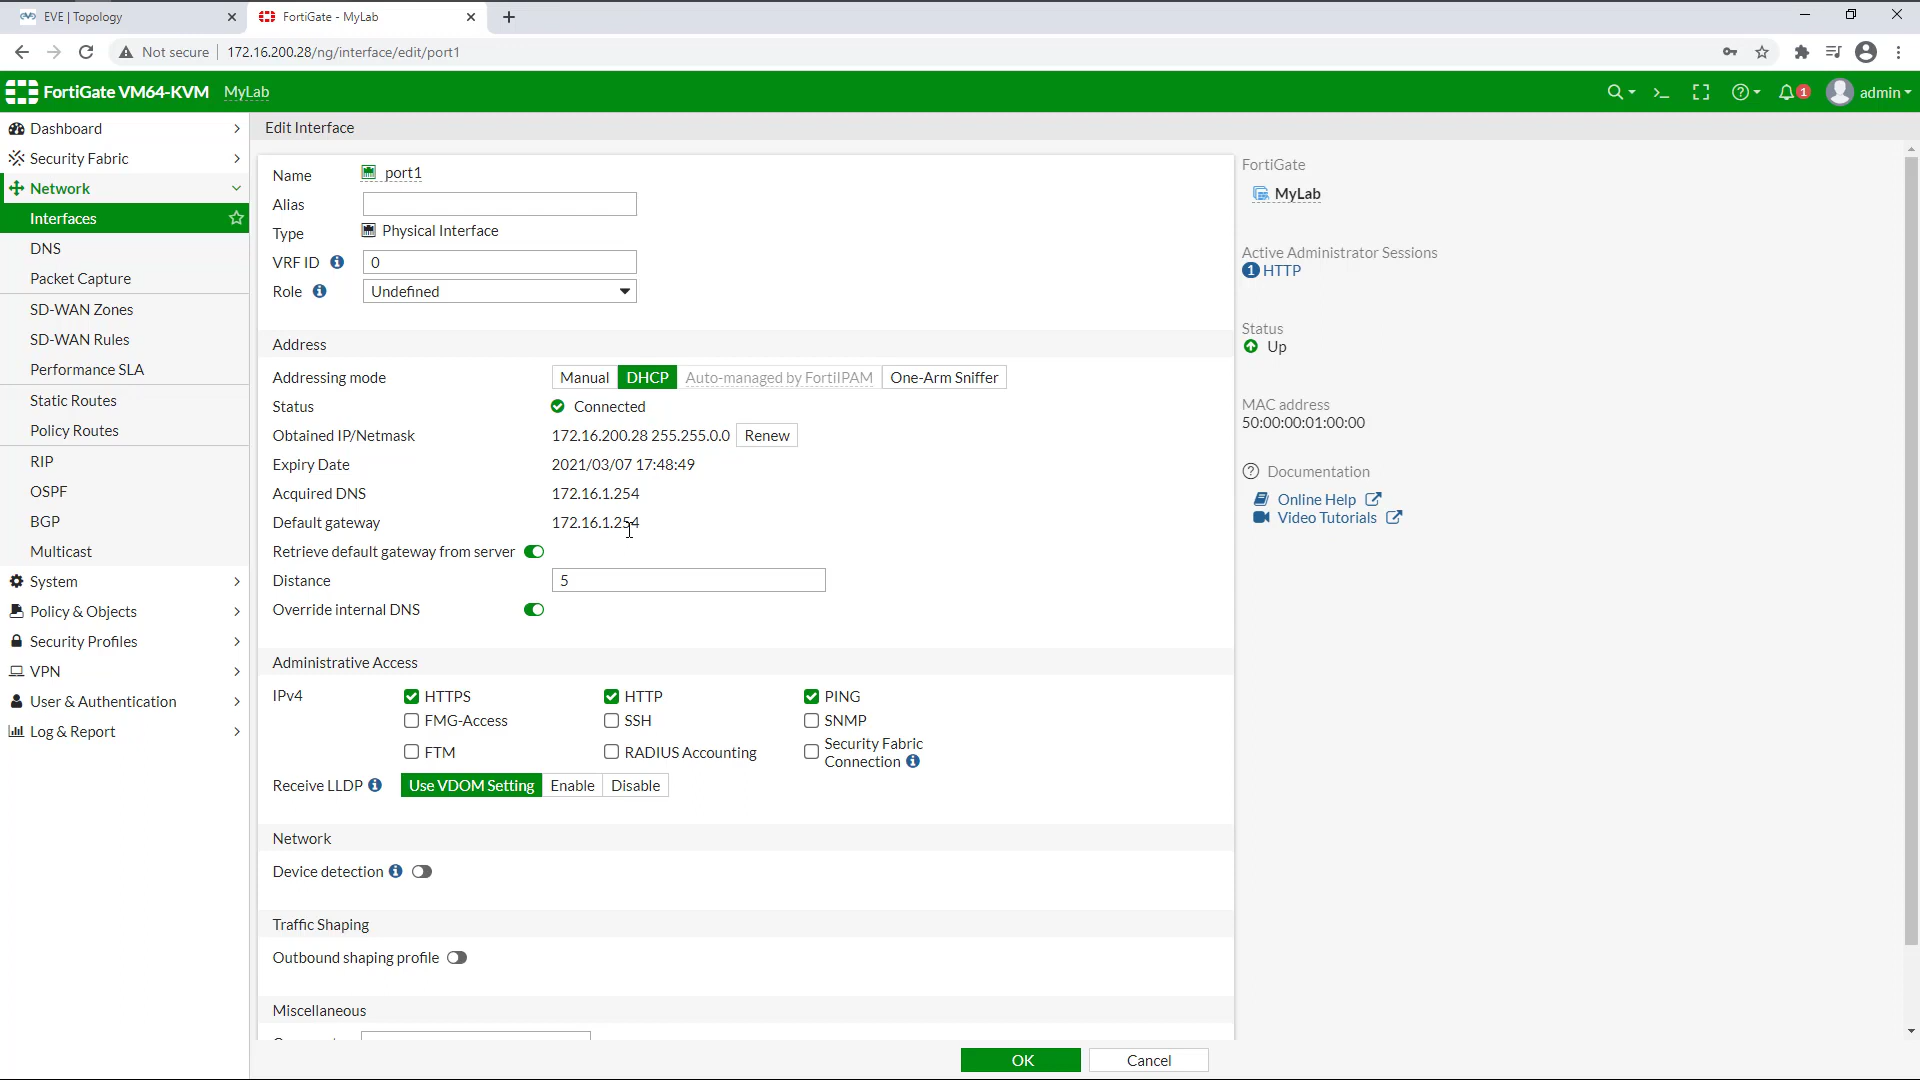 EVE | Topology
FortiGate - MyLab
Not secure
172.16.200.28/ng/interface/edit/port1
FortiGate VM64-KVM
MyLab
1
admin
Dashboard
Security Fabric
Network
Interfaces
DNS
Packet Capture
SD-WAN Zones
SD-WAN Rules
Performance SLA
Static Routes
Policy Routes
RIP
OSPF
BGP
Multicast
System
Policy & Objects
Security Profiles
VPN
User & Authentication
Log & Report
Edit Interface
Name port1
Alias
Type Physical Interface
VRF ID 0
Role Undefined
Address
Addressing mode Manual DHCP Auto-managed by FortiIPAM One-Arm Sniffer
Status Connected
Obtained IP/Netmask 172.16.200.28 255.255.0.0 Renew
Expiry Date 2021/03/07 17:48:49
Acquired DNS 172.16.1.254
Default gateway 172.16.1.254
Retrieve default gateway from server
Distance 5
Override internal DNS
Administrative Access
IPv4 HTTPS HTTP PING
FMG-Access SSH SNMP
FTM RADIUS Accounting Security Fabric
Connection
Receive LLDP Use VDOM Setting Enable Disable
Network
Device detection
Traffic Shaping
Outbound shaping profile
Miscellaneous
OK Cancel
FortiGate
MyLab
Active Administrator Sessions
1 HTTP
Status
Up
MAC address
50:00:00:01:00:00
Documentation
Online Help
Video Tutorials